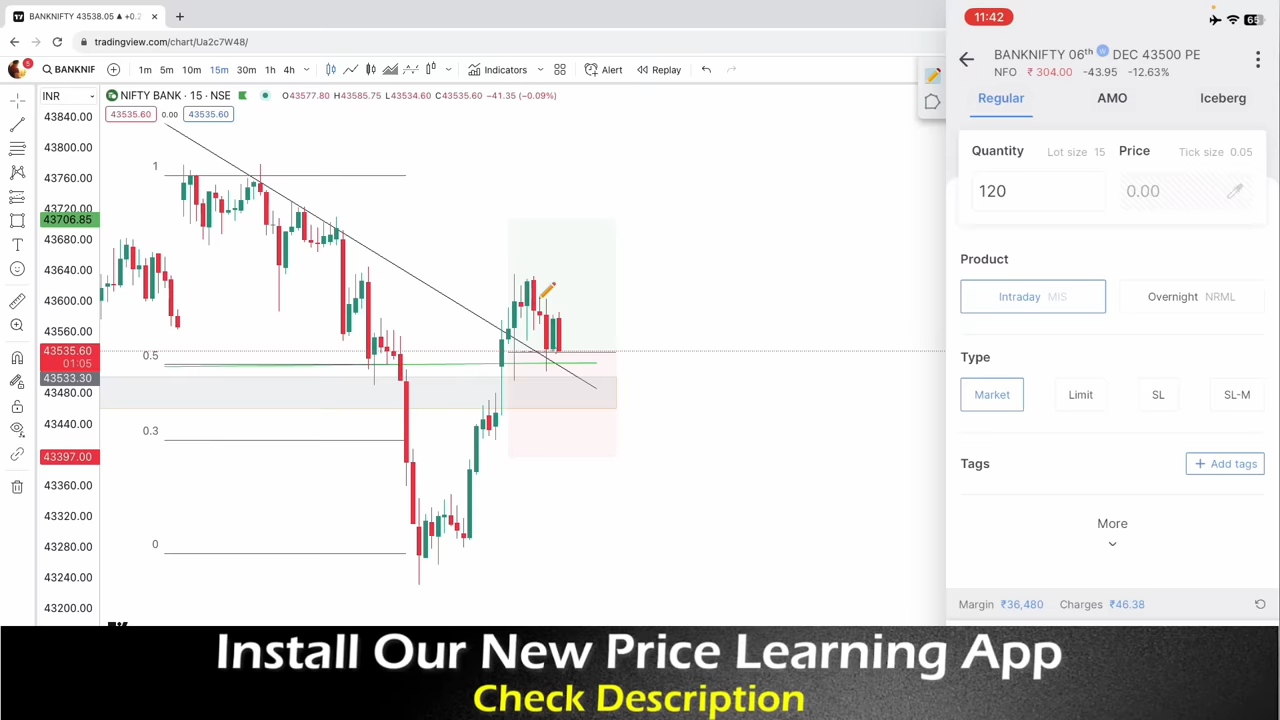 BANKNIFTY 43538.05 ▲ +0.2
tradingview.com/chart/Ua2c7W48/
5
BANKNIF
1m 5m 10m 15m 30m 1h 4h
Indicators
Alert
Replay
INR
NIFTY BANK · 15 · NSE
O43577.80 H43585.75 L43534.60 C43535.60 −41.35 (−0.09%)
43535.60 0.00 43535.60
43840.00
43800.00
43760.00
43720.00
43706.85
43680.00
43640.00
43600.00
43560.00
43535.60
01:05
43533.30
43480.00
43440.00
43397.00
43360.00
43320.00
43280.00
43240.00
43200.00
1
0.5
0.3
0
11:42
BANKNIFTY 06th W DEC 43500 PE
NFO ₹ 304.00 -43.95 -12.63%
Regular AMO Iceberg
Quantity Lot size 15 Price Tick size 0.05
120 0.00
Product
Intraday MIS Overnight NRML
Type
Market Limit SL SL-M
Tags
+ Add tags
More
Margin ₹36,480 Charges ₹46.38
Install Our New Price Learning App
Check Description